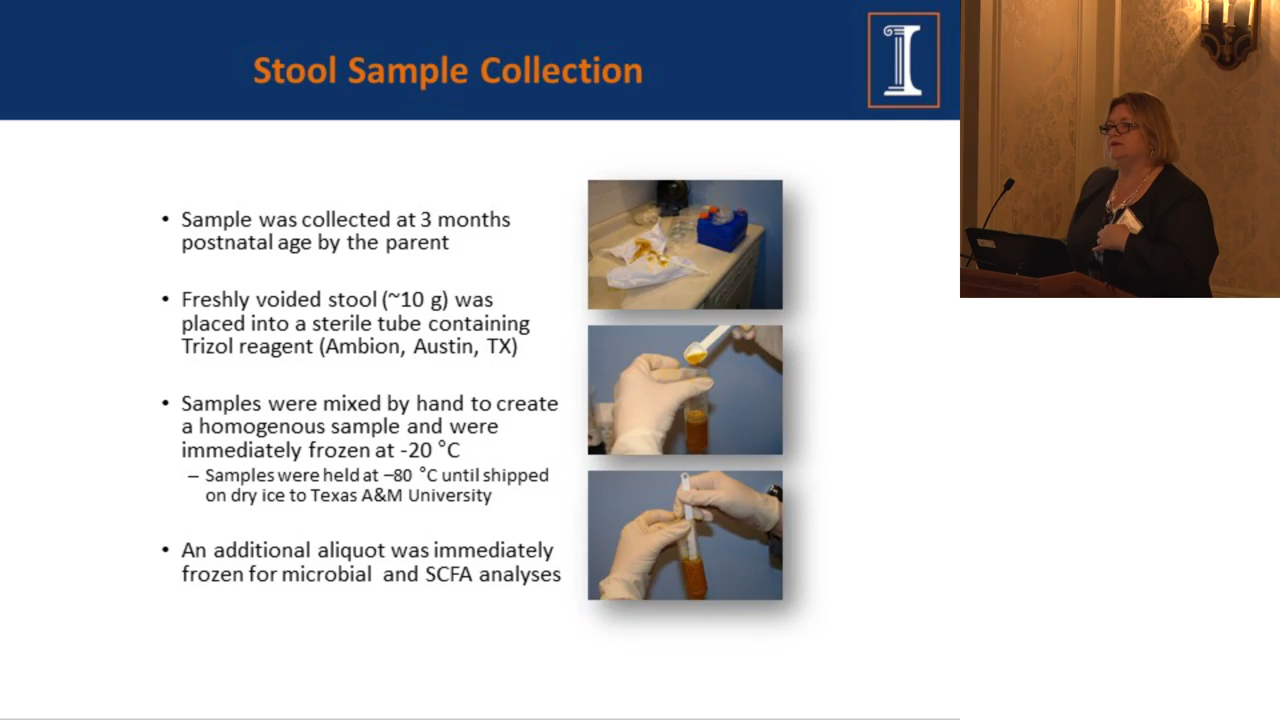 Stool Sample Collection
I
• Sample was collected at 3 months
postnatal age by the parent
• Freshly voided stool (~10 g) was
placed into a sterile tube containing
Trizol reagent (Ambion, Austin, TX)
• Samples were mixed by hand to create
a homogenous sample and were
immediately frozen at -20 °C
– Samples were held at –80 °C until shipped
on dry ice to Texas A&M University
• An additional aliquot was immediately
frozen for microbial and SCFA analyses